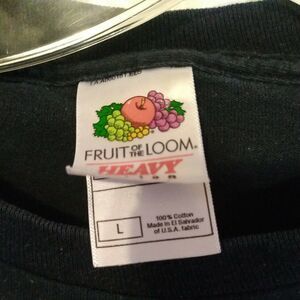 FRUIT OF THE LOOM®
HEAVY
L
100% Cotton
Made in El Salvador
of U.S.A. fabric